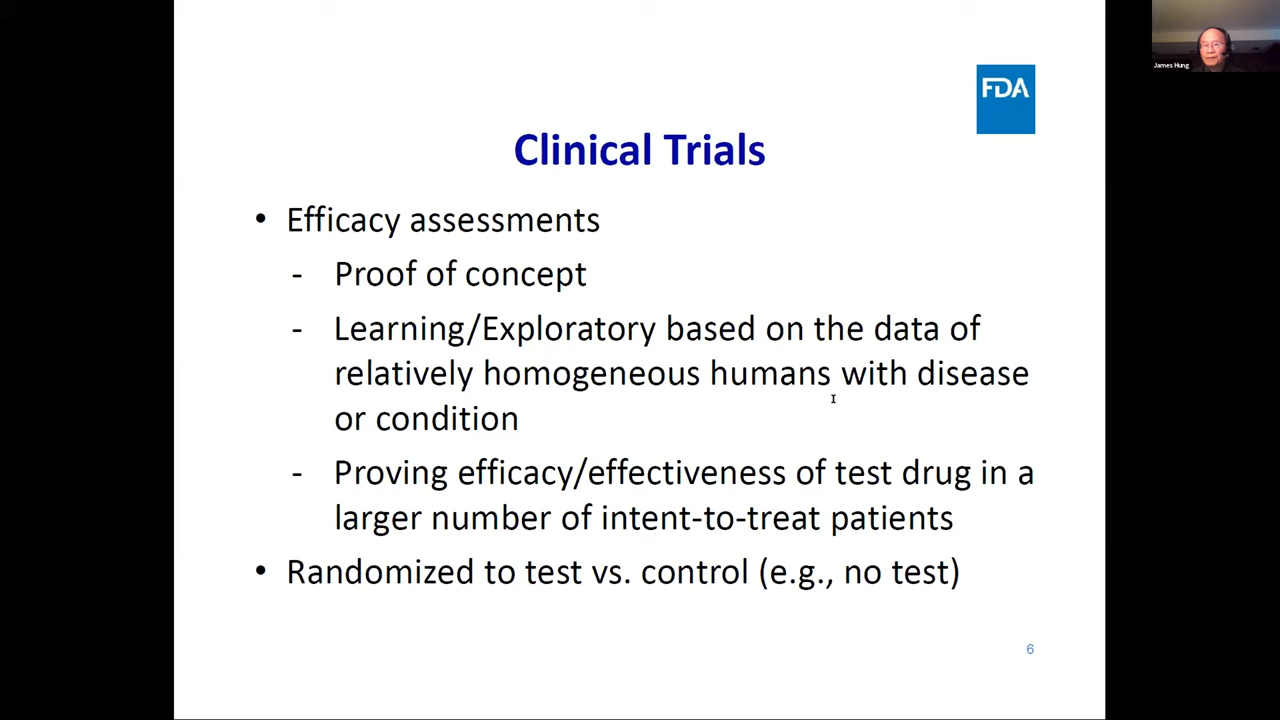 James Hung
FDA
Clinical Trials
• Efficacy assessments
- Proof of concept
- Learning/Exploratory based on the data of
relatively homogeneous humans with disease
or condition
- Proving efficacy/effectiveness of test drug in a
larger number of intent-to-treat patients
• Randomized to test vs. control (e.g., no test)
6